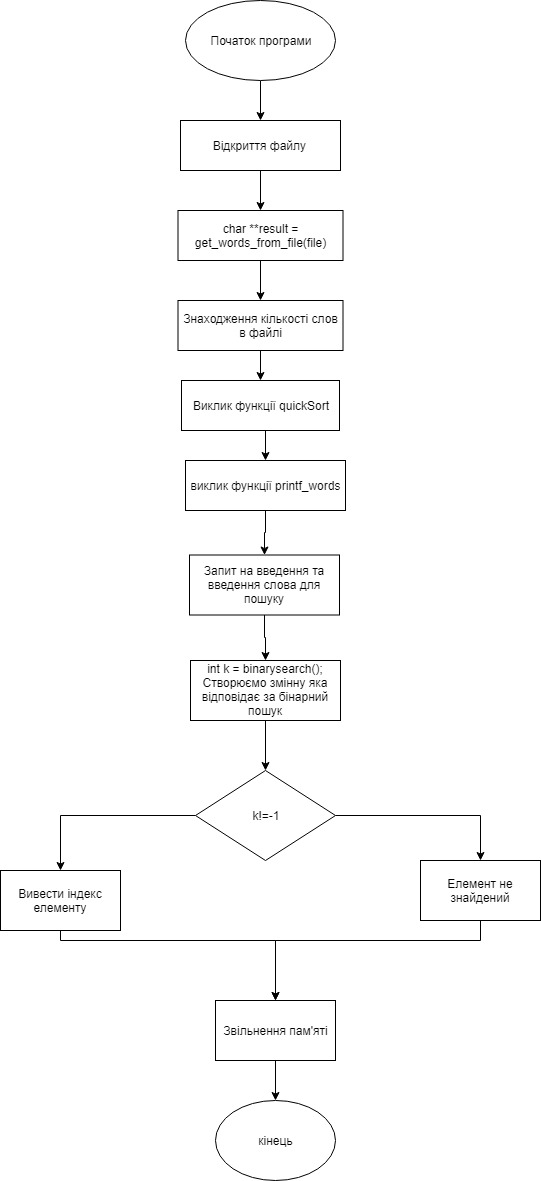 Початок програми
Відкриття файлу
char **result =
get_words_from_file(file)
Знаходження кількості слов
в файлі
Виклик функції quickSort
виклик функції printf_words
Запит на введення та
введення слова для
пошуку
int k = binarysearch();
Створюємо змінну яка
відповідає за бінарний
пошук
k!=-1
Вивести індекс
елементу
Елемент не
знайдений
Звільнення пам'яті
кінець